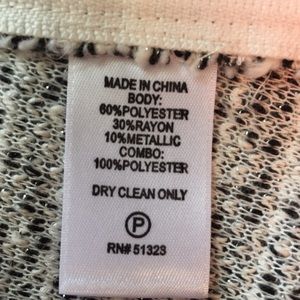 MADE IN CHINA
BODY:
60%POLYESTER
30%RAYON
10%METALLIC
COMBO:
100%POLYESTER
DRY CLEAN ONLY
P
RN# 51323